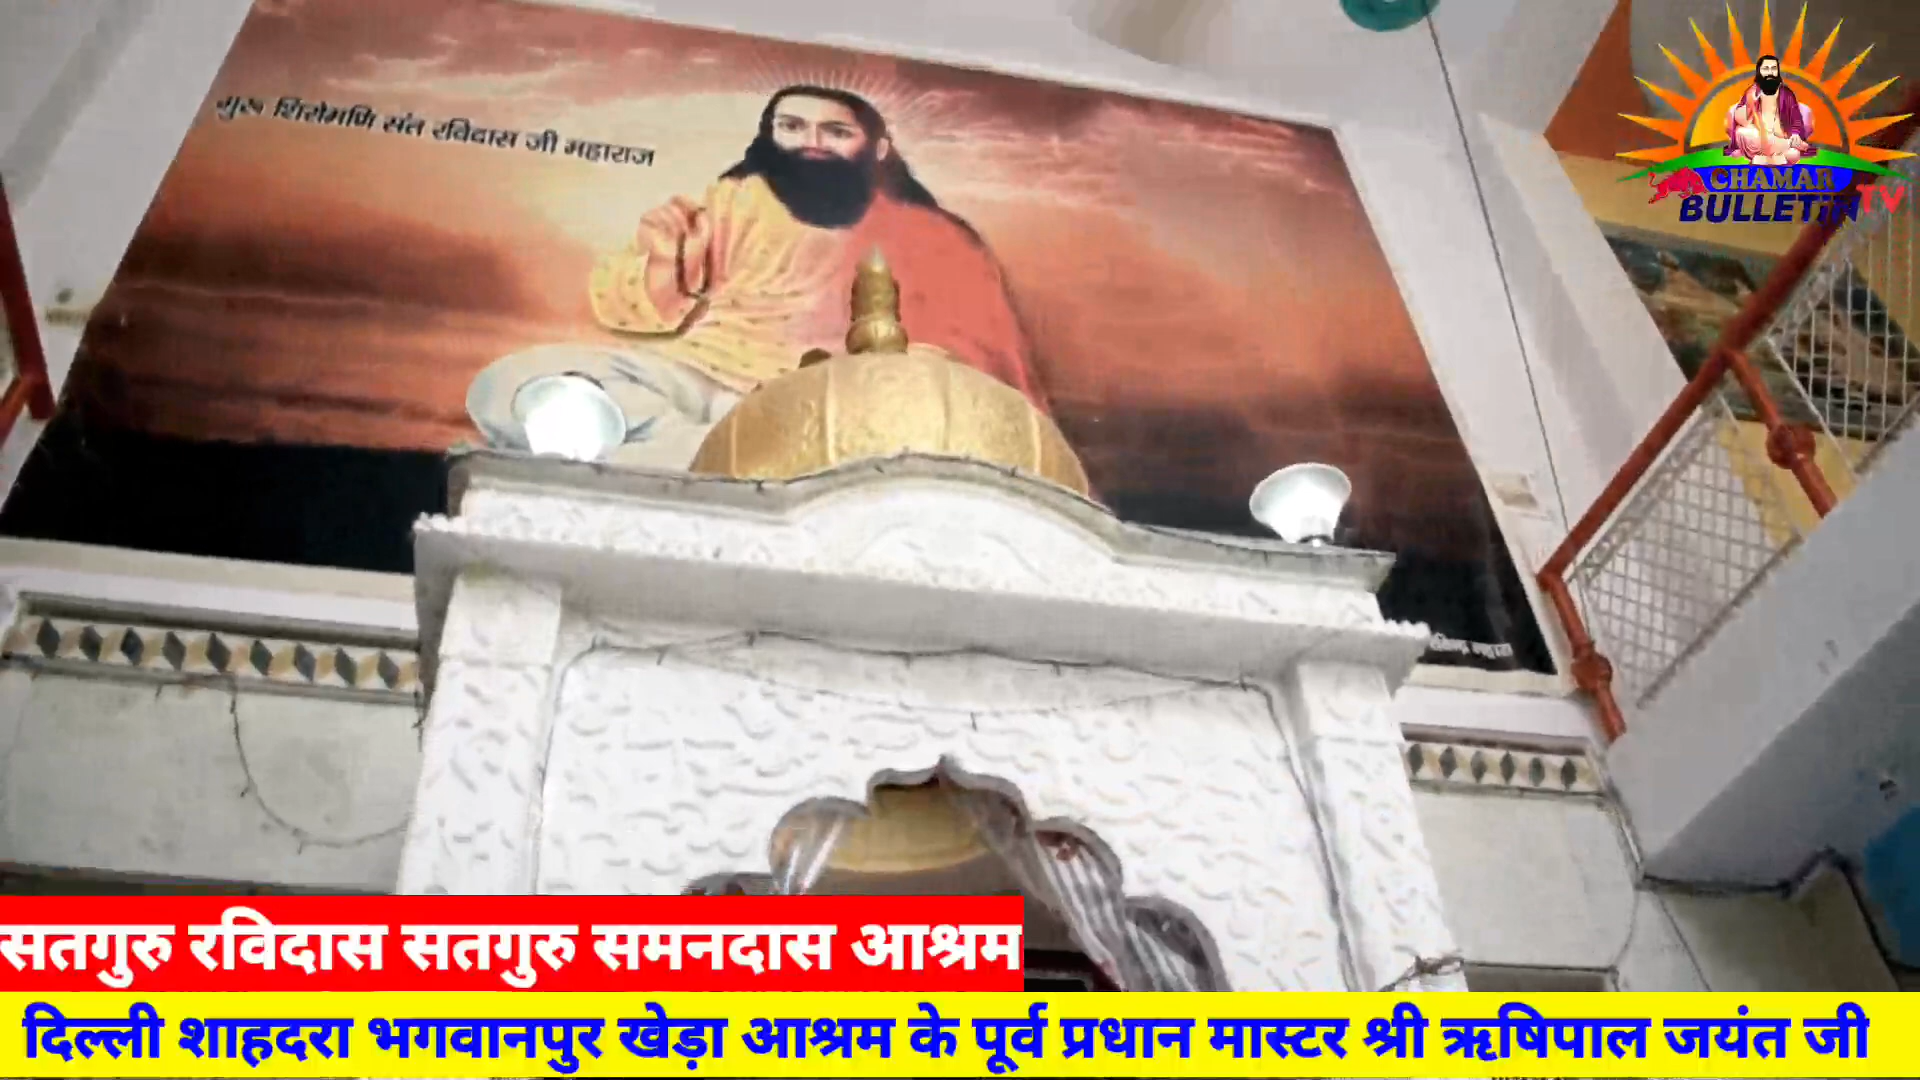 गुरू शिरोमणि संत रविदास जी महाराज
CHAMAR
BULLETIN TV
सतगुरु रविदास सतगुरु समनदास आश्रम
दिल्ली शाहदरा भगवानपुर खेड़ा आश्रम के पूर्व प्रधान मास्टर श्री ऋषिपाल जयंत जी